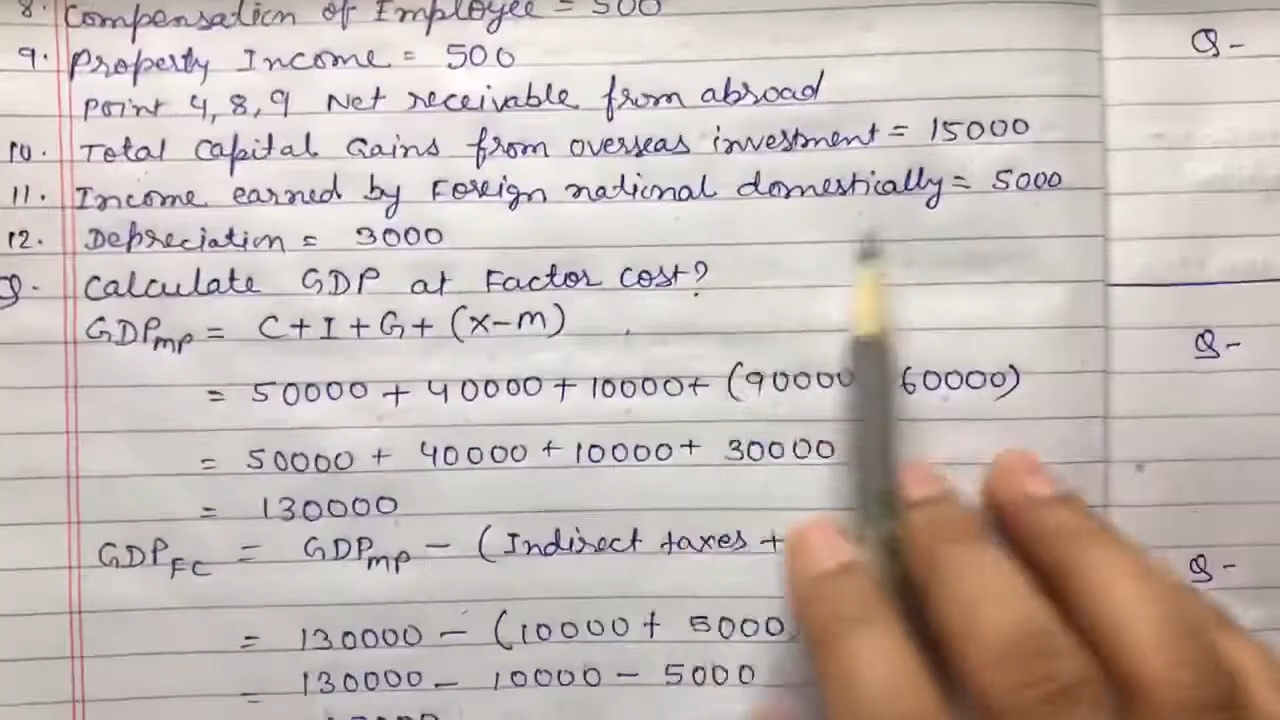 8. Compensation of Employee = 500
9. Property Income = 500
Point 4, 8, 9 Net receivable from abroad
10. Total Capital Gains from overseas investment = 15000
11. Income earned by Foreign national domestically = 5000
12. Depreciation = 3000
Q. Calculate GDP at Factor cost?
GDPMP = C+I+G+ (X-M)
= 50000 + 40000 + 10000 + (90000 60000)
= 50000 + 40000 + 10000 + 30000
= 130000
GDPFC = GDPMP - (Indirect taxes +
= 130000 - (10000 + 5000
= 130000 - 10000 - 5000
Q-
Q-
Q-